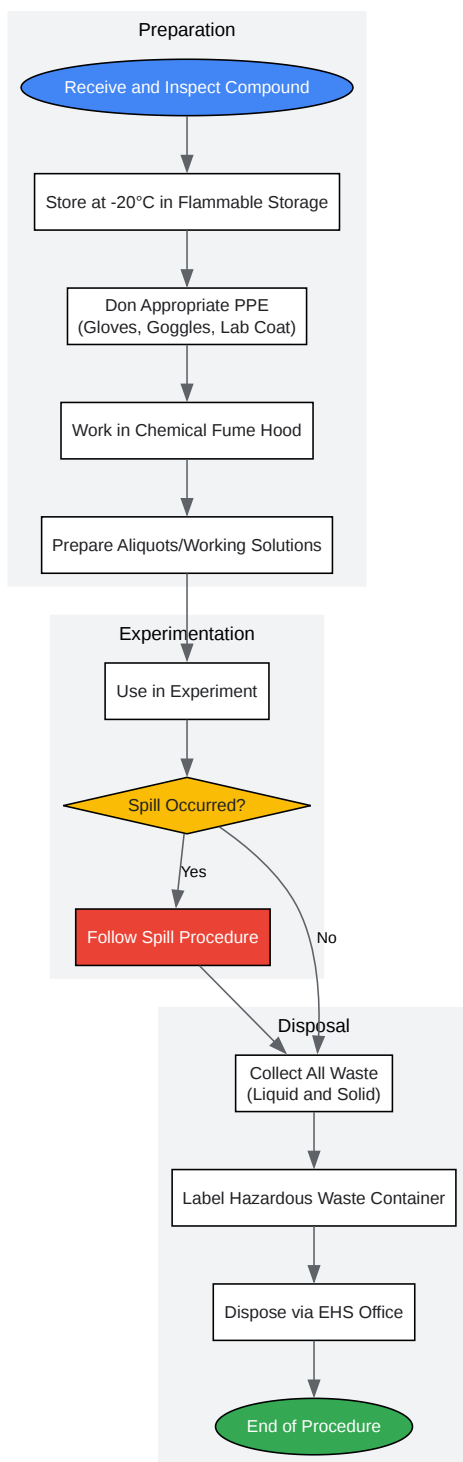 Preparation
Receive and Inspect Compound
Store at -20°C in Flammable Storage
Don Appropriate PPE
(Gloves, Goggles, Lab Coat)
Work in Chemical Fume Hood
Prepare Aliquots/Working Solutions
Experimentation
Use in Experiment
Spill Occurred?
Yes
Follow Spill Procedure
No
Disposal
Collect All Waste
(Liquid and Solid)
Label Hazardous Waste Container
Dispose via EHS Office
End of Procedure